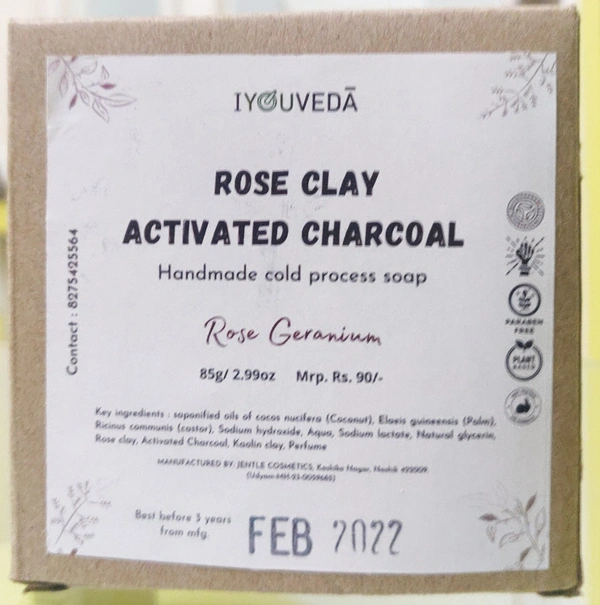 IYOUVEDĀ
ROSE CLAY
ACTIVATED CHARCOAL
Handmade cold process soap
Rose Geranium
85g/ 2.99oz Mrp. Rs. 90/-
Contact : 8275425564
PARABEN
FREE
PLANT
BASED
Key ingredients : saponified oils of cocos nucifera (Coconut), Elaeis guineensis (Palm),
Ricinus communis (castor), Sodium hydroxide, Aqua, Sodium lactate, Natural glycerin,
Rose clay, Activated Charcoal, Kaolin clay, Perfume
MANUFACTURED BY: JENTLE COSMETICS, Nagar, Nashik 422009.
Best before 3 years
from mfg.
FEB 2022